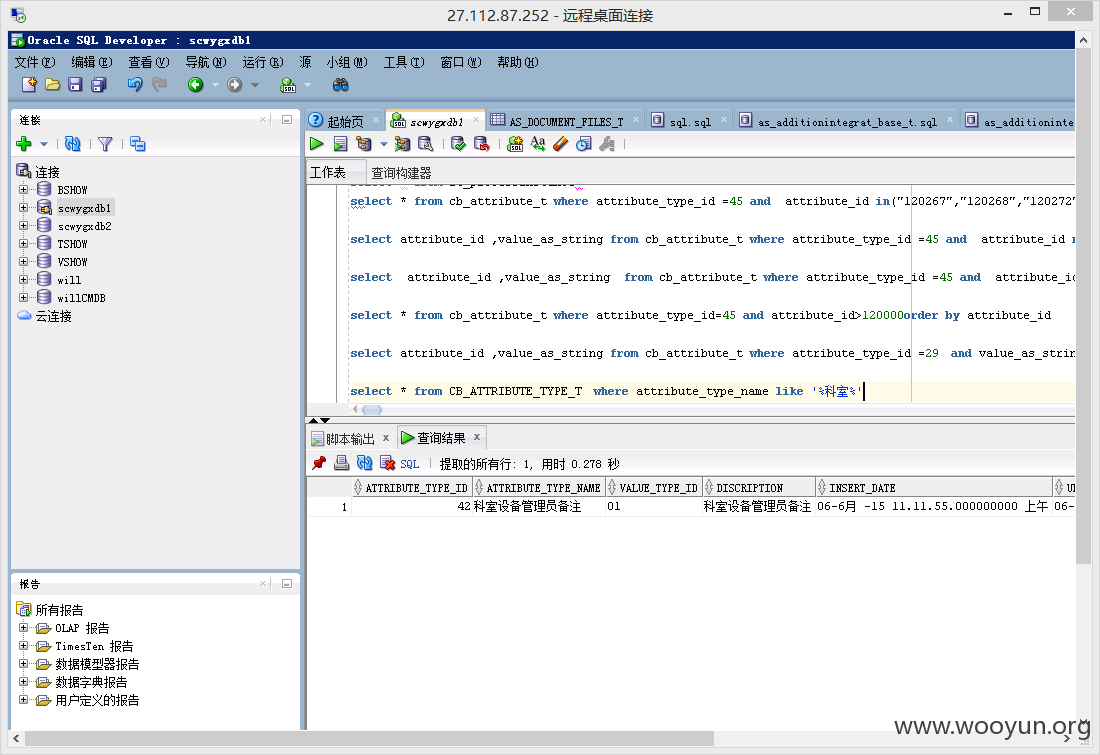 27.112.87.252 - 远程桌面连接
Oracle SQL Developer : scwygxdb1
文件(F) 编辑(E) 查看(V) 导航(N) 运行(R) 源 小组(M) 工具(T) 窗口(W) 帮助(H)
连接
连接
BSHOW
scwygxdb1
scwygxdb2
TSHOW
VSHOW
will
willCMDB
云连接
报告
所有报告
OLAP 报告
TimesTen 报告
数据模型器报告
数据字典报告
用户定义的报告
起始页 scwygxdb1 AS_DOCUMENT_FILES_T sql.sql as_additionintegrat_base_t.sql as_additioninte
工作表 查询构建器
select * from cb_attribute_t where attribute_type_id =45 and attribute_id in("120267","120268","120272"
select attribute_id ,value_as_string from cb_attribute_t where attribute_type_id =45 and attribute_id
select attribute_id ,value_as_string from cb_attribute_t where attribute_type_id =45 and attribute_id
select * from cb_attribute_t where attribute_type_id=45 and attribute_id>120000order by attribute_id
select attribute_id ,value_as_string from cb_attribute_t where attribute_type_id =29 and value_as_strin
select * from CB_ATTRIBUTE_TYPE_T where attribute_type_name like '%科室%'
脚本输出 查询结果
SQL 提取的所有行: 1, 用时 0.278 秒
ATTRIBUTE_TYPE_ID ATTRIBUTE_TYPE_NAME VALUE_TYPE_ID DISCRIPTION INSERT_DATE
1 42 科室设备管理员备注 01 科室设备管理员备注 06-6月 -15 11.11.55.000000000 上午 06-
www.wooyun.org